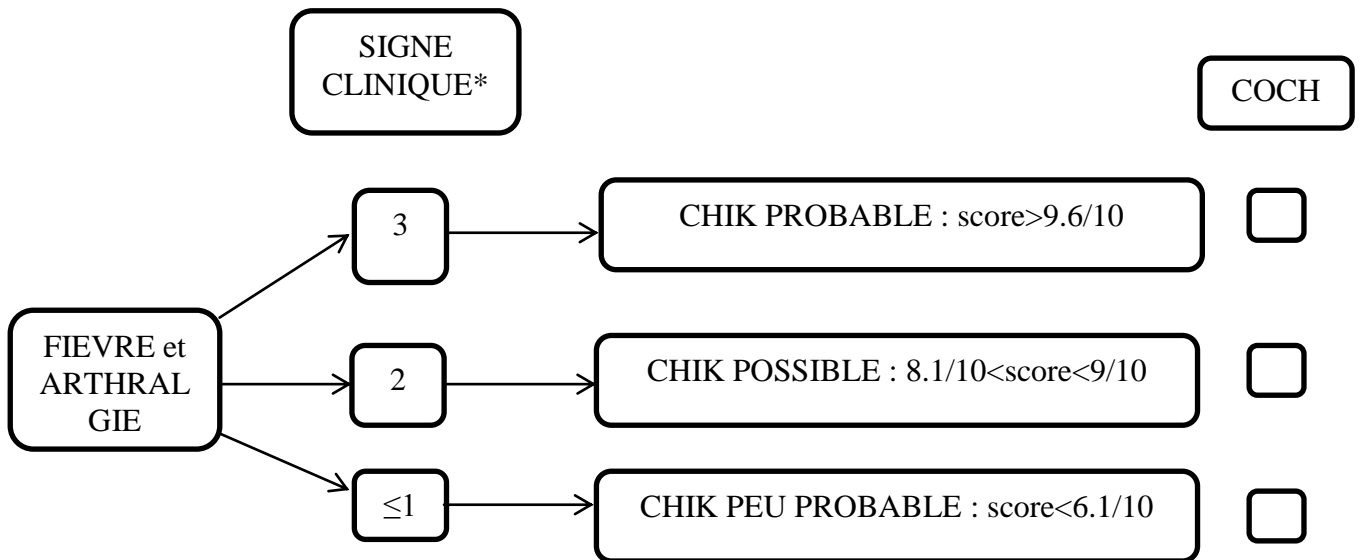 SIGNE
CLINIQUE*
COCH
3
CHIK PROBABLE : score>9.6/10
FIEVRE et
ARTHRAL
GIE
2
CHIK POSSIBLE : 8.1/10<score<9/10
≤1
CHIK PEU PROBABLE : score<6.1/10